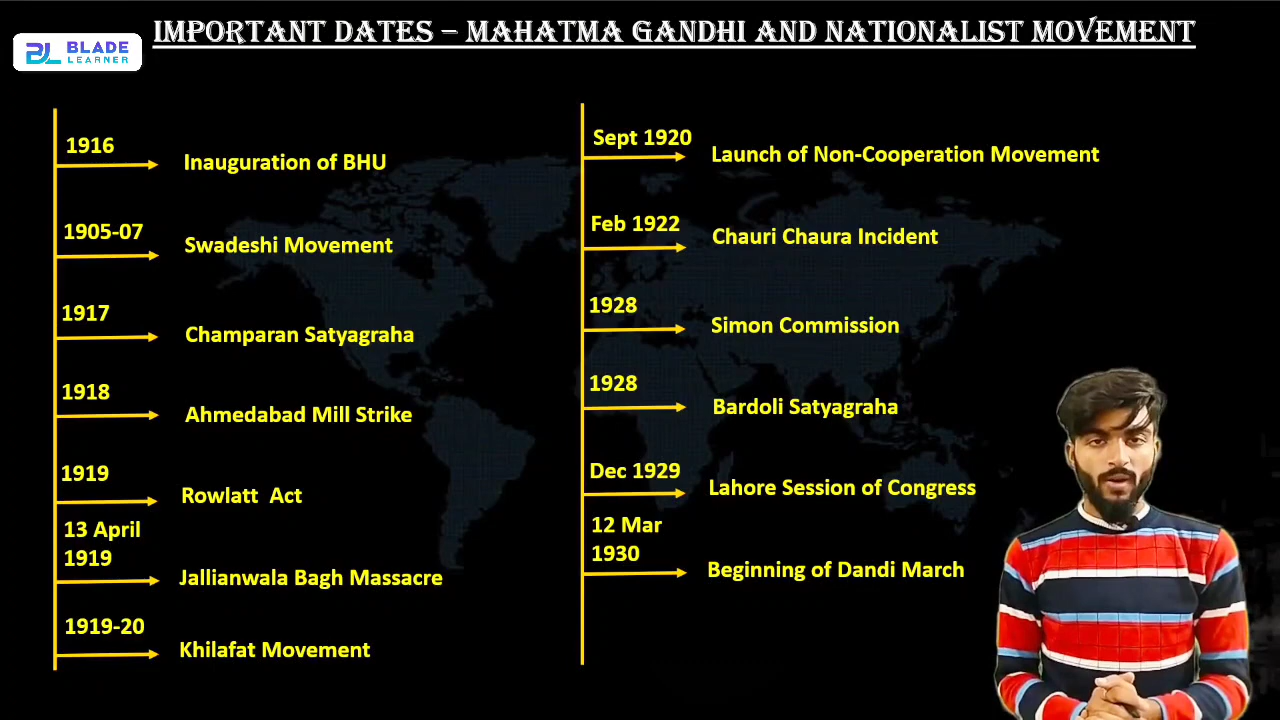 IMPORTANT DATES – MAHATMA GANDHI AND NATIONALIST MOVEMENT
BLADE
LEARNER
1916
Inauguration of BHU
1905-07
Swadeshi Movement
1917
Champaran Satyagraha
1918
Ahmedabad Mill Strike
1919
Rowlatt Act
13 April
1919
Jallianwala Bagh Massacre
1919-20
Khilafat Movement
Sept 1920
Launch of Non-Cooperation Movement
Feb 1922
Chauri Chaura Incident
1928
Simon Commission
1928
Bardoli Satyagraha
Dec 1929
Lahore Session of Congress
12 Mar
1930
Beginning of Dandi March